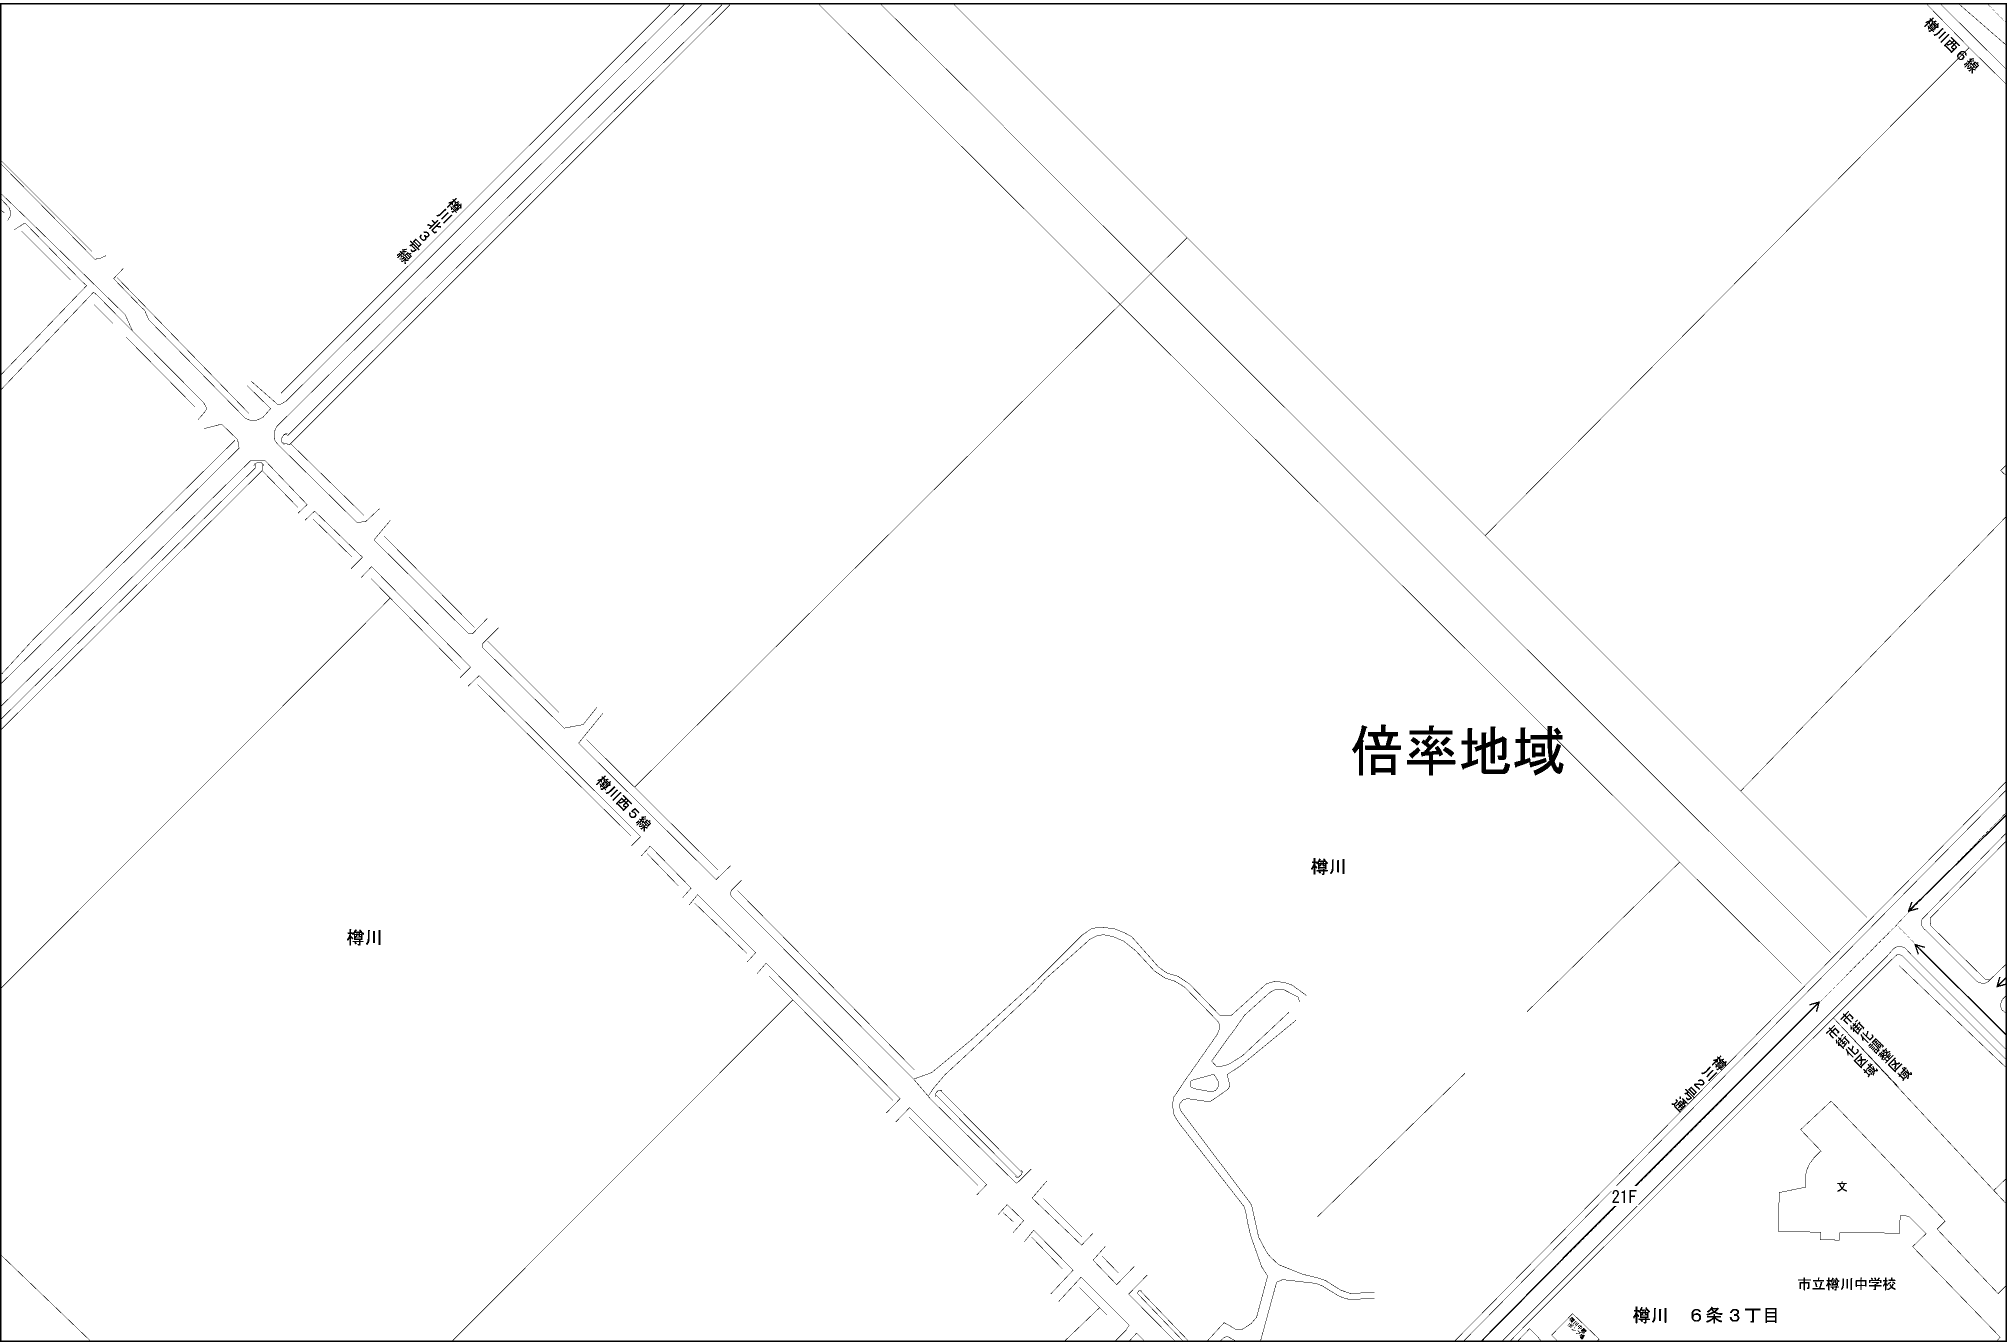 樽川西６線
樽川北３号線
倍率地域
樽川西５線
樽川
樽川
市街化調整区域
市街化区域
樽川２号
21F
文
市立樽川中学校
樽川　６条３丁目